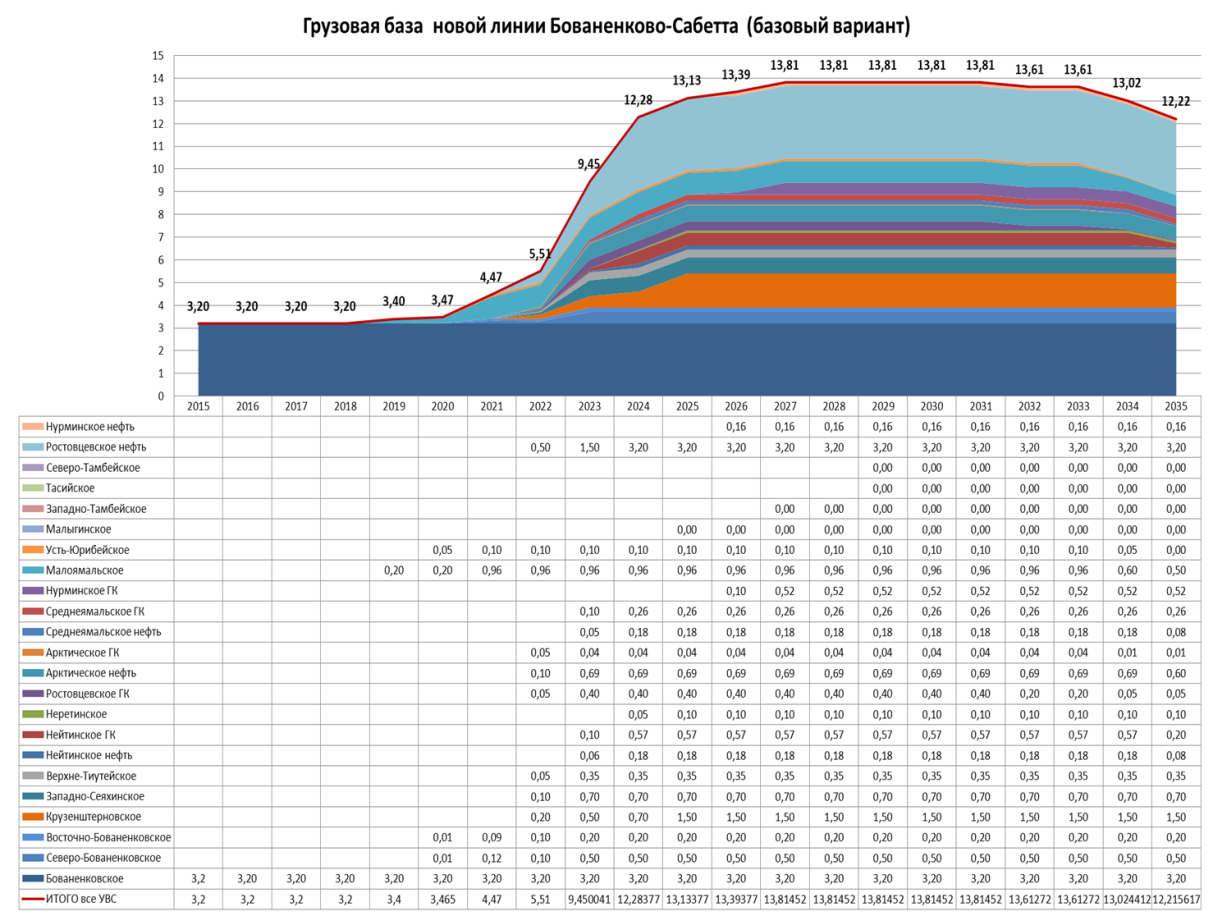 Грузовая база новой линии Бованенково-Сабетта (базовый вариант)
15
14
13
12
11
10
9
8
7
6
5
4
3
2
1
0
3,20 3,20 3,20 3,20 3,40 3,47 4,47 5,51 9,45 12,28 13,13 13,39 13,81 13,81 13,81 13,81 13,81 13,61 13,61 13,02 12,22
2015 2016 2017 2018 2019 2020 2021 2022 2023 2024 2025 2026 2027 2028 2029 2030 2031 2032 2033 2034 2035
Нурминское нефть 0,16 0,16 0,16 0,16 0,16 0,16 0,16 0,16 0,16 0,16
Ростовцевское нефть 0,50 1,50 3,20 3,20 3,20 3,20 3,20 3,20 3,20 3,20 3,20 3,20 3,20 3,20
Северо-Тамбейское 0,00 0,00 0,00 0,00 0,00 0,00 0,00
Тасийское 0,00 0,00 0,00 0,00 0,00 0,00 0,00
Западно-Тамбейское 0,00 0,00 0,00 0,00 0,00 0,00 0,00 0,00 0,00
Малыгинское 0,00 0,00 0,00 0,00 0,00 0,00 0,00 0,00 0,00 0,00 0,00
Усть-Юрибейское 0,05 0,10 0,10 0,10 0,10 0,10 0,10 0,10 0,10 0,10 0,10 0,10 0,10 0,10 0,05 0,00
Малоямальское 0,20 0,20 0,96 0,96 0,96 0,96 0,96 0,96 0,96 0,96 0,96 0,96 0,96 0,96 0,96 0,60 0,50
Нурминское ГК 0,10 0,52 0,52 0,52 0,52 0,52 0,52 0,52 0,52 0,52
Среднеямальское ГК 0,10 0,26 0,26 0,26 0,26 0,26 0,26 0,26 0,26 0,26 0,26 0,26 0,26
Среднеямальское нефть 0,05 0,18 0,18 0,18 0,18 0,18 0,18 0,18 0,18 0,18 0,18 0,18 0,08
Арктическое ГК 0,05 0,04 0,04 0,04 0,04 0,04 0,04 0,04 0,04 0,04 0,04 0,04 0,01 0,01
Арктическое нефть 0,10 0,69 0,69 0,69 0,69 0,69 0,69 0,69 0,69 0,69 0,69 0,69 0,69 0,60
Ростовцевское ГК 0,05 0,40 0,40 0,40 0,40 0,40 0,40 0,40 0,40 0,40 0,20 0,20 0,05 0,05
Неретинское 0,05 0,10 0,10 0,10 0,10 0,10 0,10 0,10 0,10 0,10 0,10 0,10
Нейтинское ГК 0,10 0,57 0,57 0,57 0,57 0,57 0,57 0,57 0,57 0,57 0,57 0,57 0,20
Нейтинское нефть 0,06 0,18 0,18 0,18 0,18 0,18 0,18 0,18 0,18 0,18 0,18 0,18 0,08
Верхне-Тиутейское 0,05 0,35 0,35 0,35 0,35 0,35 0,35 0,35 0,35 0,35 0,35 0,35 0,35 0,35
Западно-Сеяхинское 0,10 0,70 0,70 0,70 0,70 0,70 0,70 0,70 0,70 0,70 0,70 0,70 0,70 0,70
Крузенштерновское 0,20 0,50 0,70 1,50 1,50 1,50 1,50 1,50 1,50 1,50 1,50 1,50 1,50 1,50
Восточно-Бованенковское 0,01 0,09 0,10 0,20 0,20 0,20 0,20 0,20 0,20 0,20 0,20 0,20 0,20 0,20 0,20 0,20
Северо-Бованенковское 0,01 0,12 0,10 0,50 0,50 0,50 0,50 0,50 0,50 0,50 0,50 0,50 0,50 0,50 0,50 0,50
Бованенковское 3,2 3,20 3,20 3,20 3,20 3,20 3,20 3,20 3,20 3,20 3,20 3,20 3,20 3,20 3,20 3,20 3,20 3,20 3,20 3,20 3,20
ИТОГО все УВС 3,2 3,2 3,2 3,2 3,4 3,465 4,47 5,51 9,450041 12,28377 13,13377 13,39377 13,81452 13,81452 13,81452 13,81452 13,81452 13,61272 13,61272 13,024412 12,215617